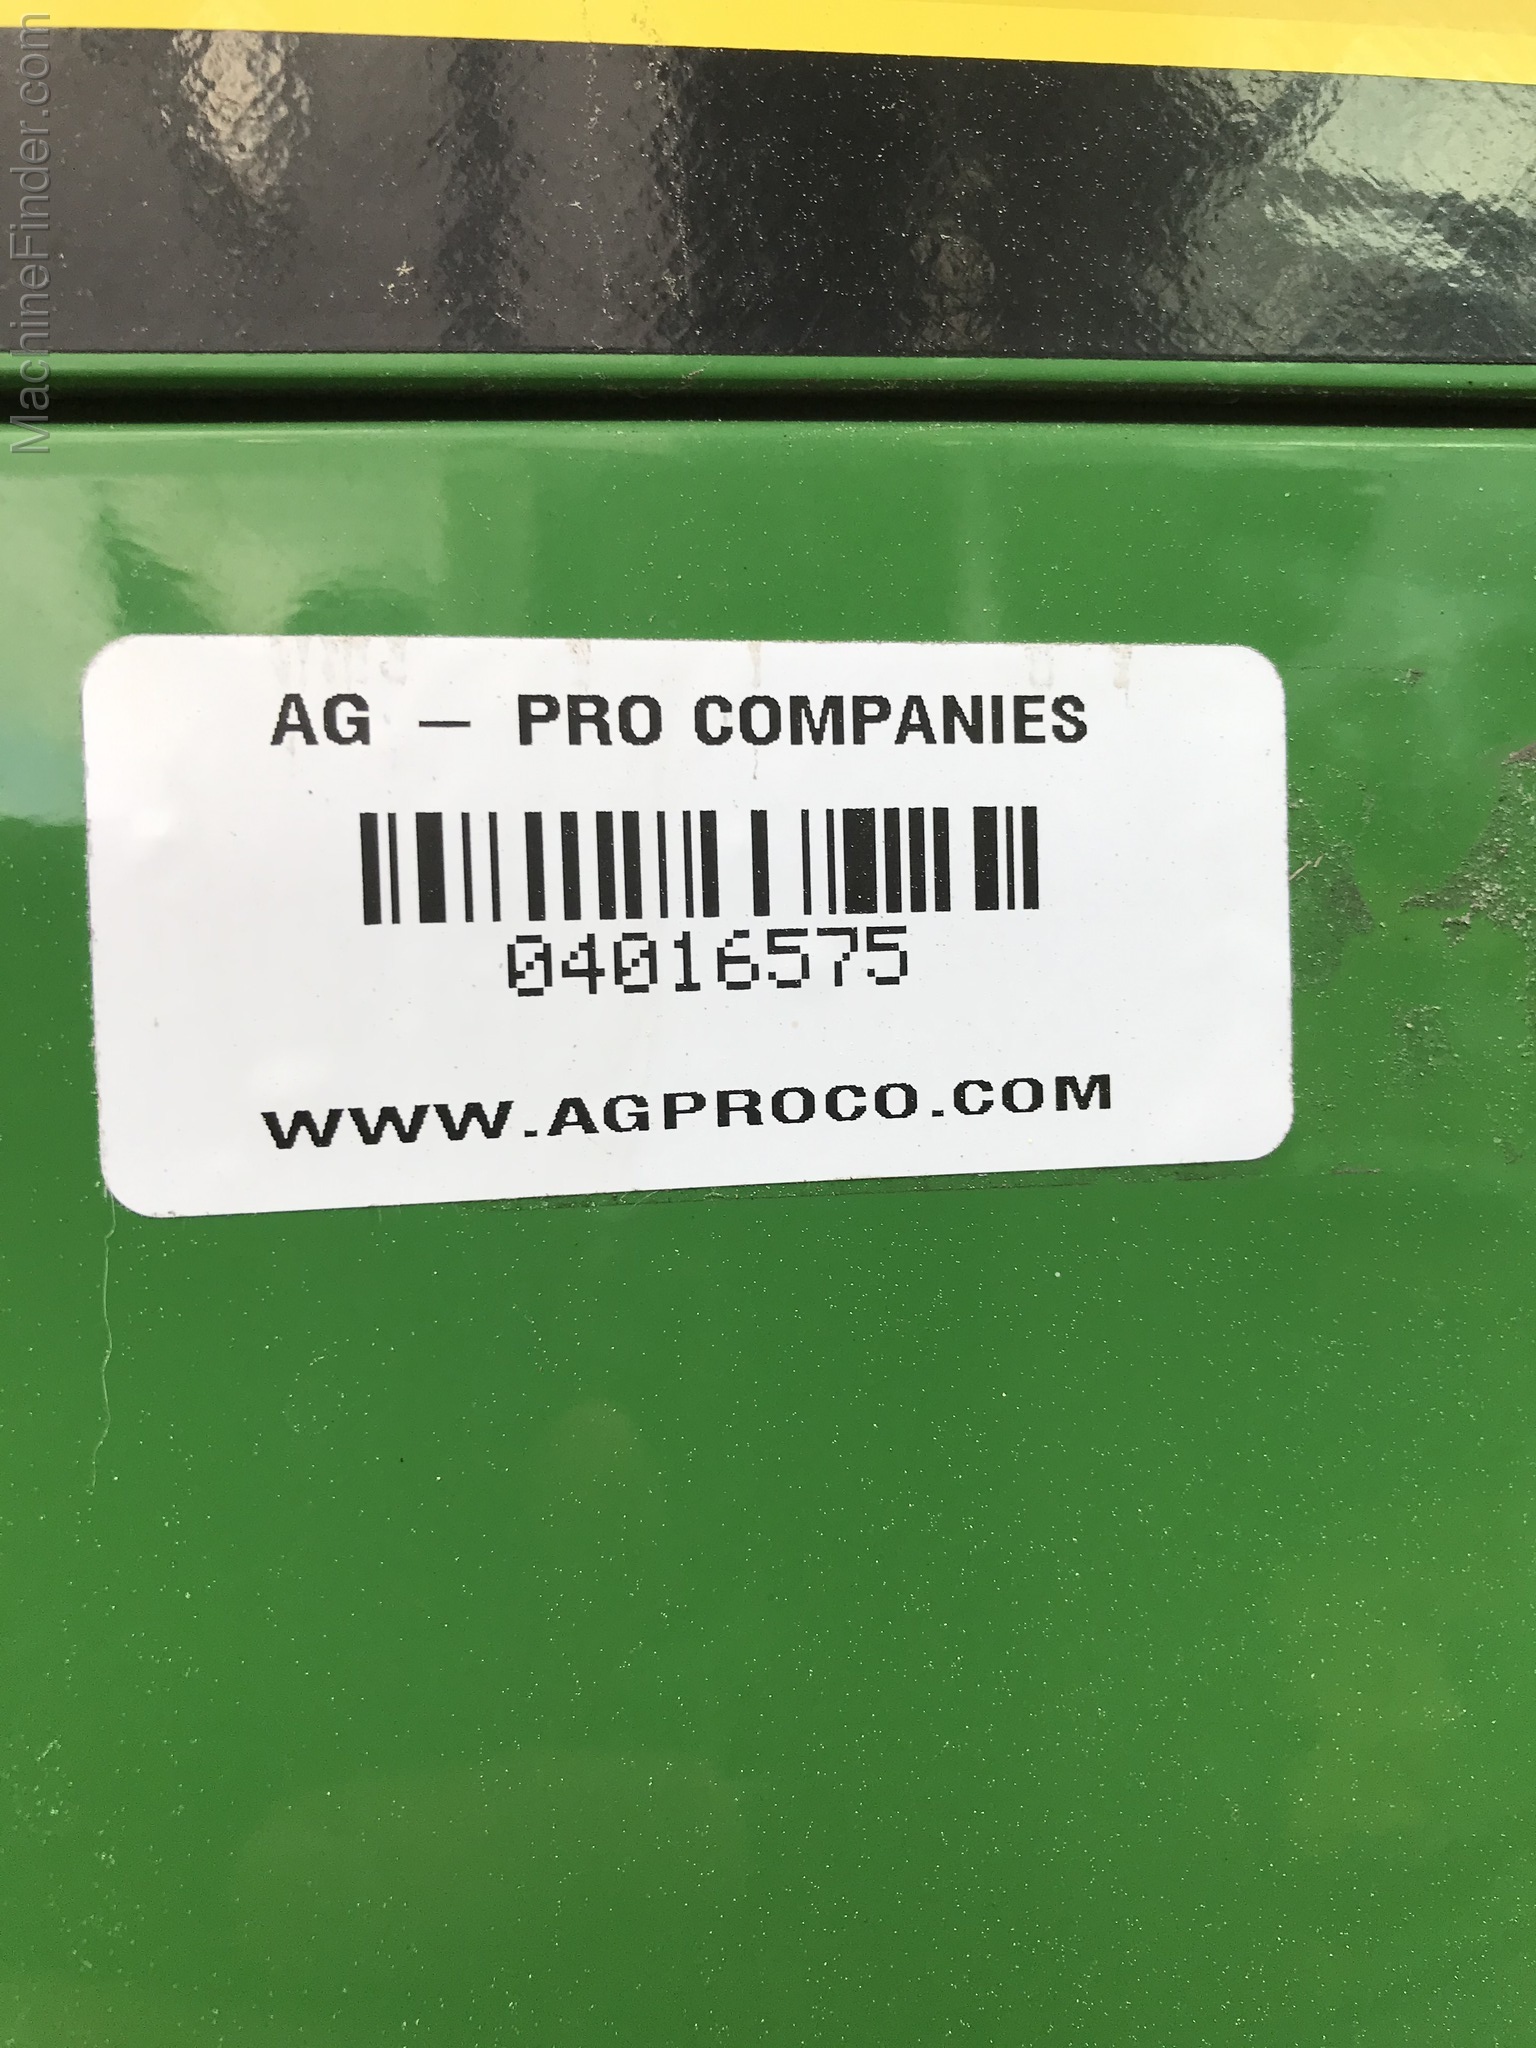 MachineFinder.com
AG - PRO COMPANIES
04016575
WWW.AGPROCO.COM